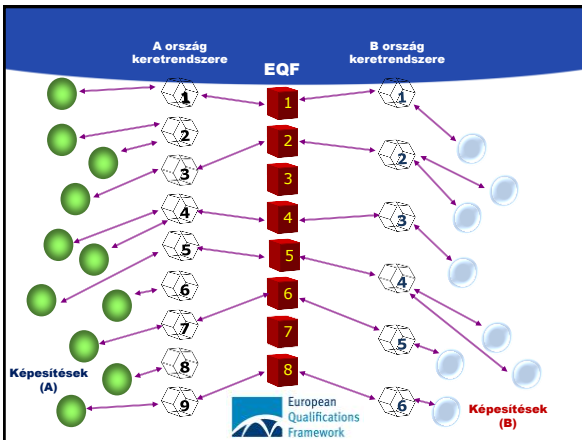 A ország
keretrendszere
EQF
B ország
keretrendszere
1
2
3
4
5
6
7
8
9
1
2
3
4
5
6
7
8
1
2
3
4
5
6
Képesítések
(A)
European
Qualifications
Framework
Képesítések
(B)